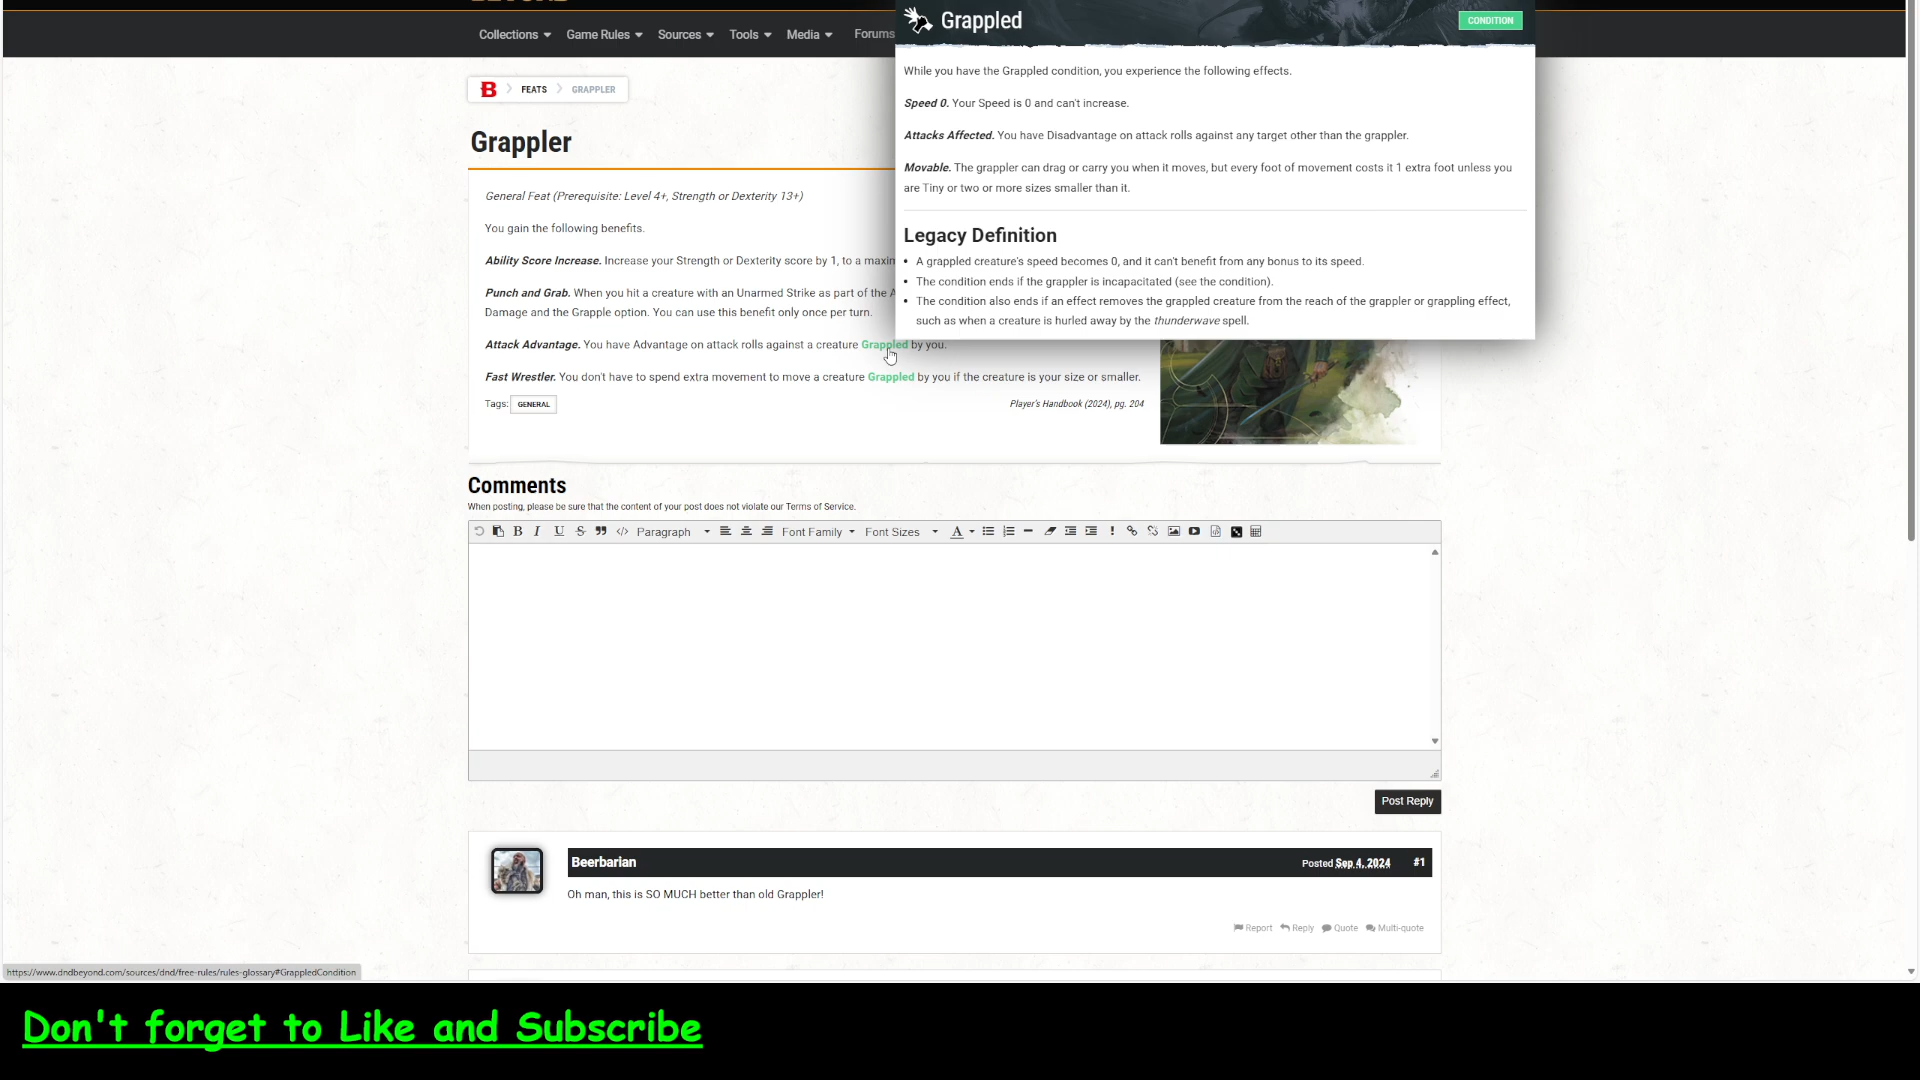 Collections
Game Rules
Sources
Tools
Media
Forums
FEATS
GRAPPLER
Grappler
General Feat (Prerequisite: Level 4+, Strength or Dexterity 13+)
You gain the following benefits.
Ability Score Increase. Increase your Strength or Dexterity score by 1, to a
Punch and Grab. When you hit a creature with an Unarmed Strike as part of the
Damage and the Grapple option. You can use this benefit only once per turn.
Attack Advantage. You have Advantage on attack rolls against a creature Grappled by you.
Fast Wrestler. You don't have to spend extra movement to move a creature Grappled by you if the creature is your size or smaller.
Tags: GENERAL
Player's Handbook (2024), pg. 204
Grappled
CONDITION
While you have the Grappled condition, you experience the following effects.
Speed 0. Your Speed is 0 and can't increase.
Attacks Affected. You have Disadvantage on attack rolls against any target other than the grappler.
Movable. The grappler can drag or carry you when it moves, but every foot of movement costs it 1 extra foot unless you
are Tiny or two or more sizes smaller than it.
Legacy Definition
• A grappled creature's speed becomes 0, and it can't benefit from any bonus to its speed.
• The condition ends if the grappler is incapacitated (see the condition).
• The condition also ends if an effect removes the grappled creature from the reach of the grappler or grappling effect,
such as when a creature is hurled away by the thunderwave spell.
Comments
When posting, please be sure that the content of your post does not violate our Terms of Service.
B I U S Paragraph Font Family Font Sizes A
Post Reply
Beerbarian
Posted Sep 4, 2024 #1
Oh man, this is SO MUCH better than old Grappler!
Report Reply Quote Multi-quote
https://www.dndbeyond.com/sources/dnd/free-rules/rules-glossary#GrappledCondition
Don't forget to Like and Subscribe